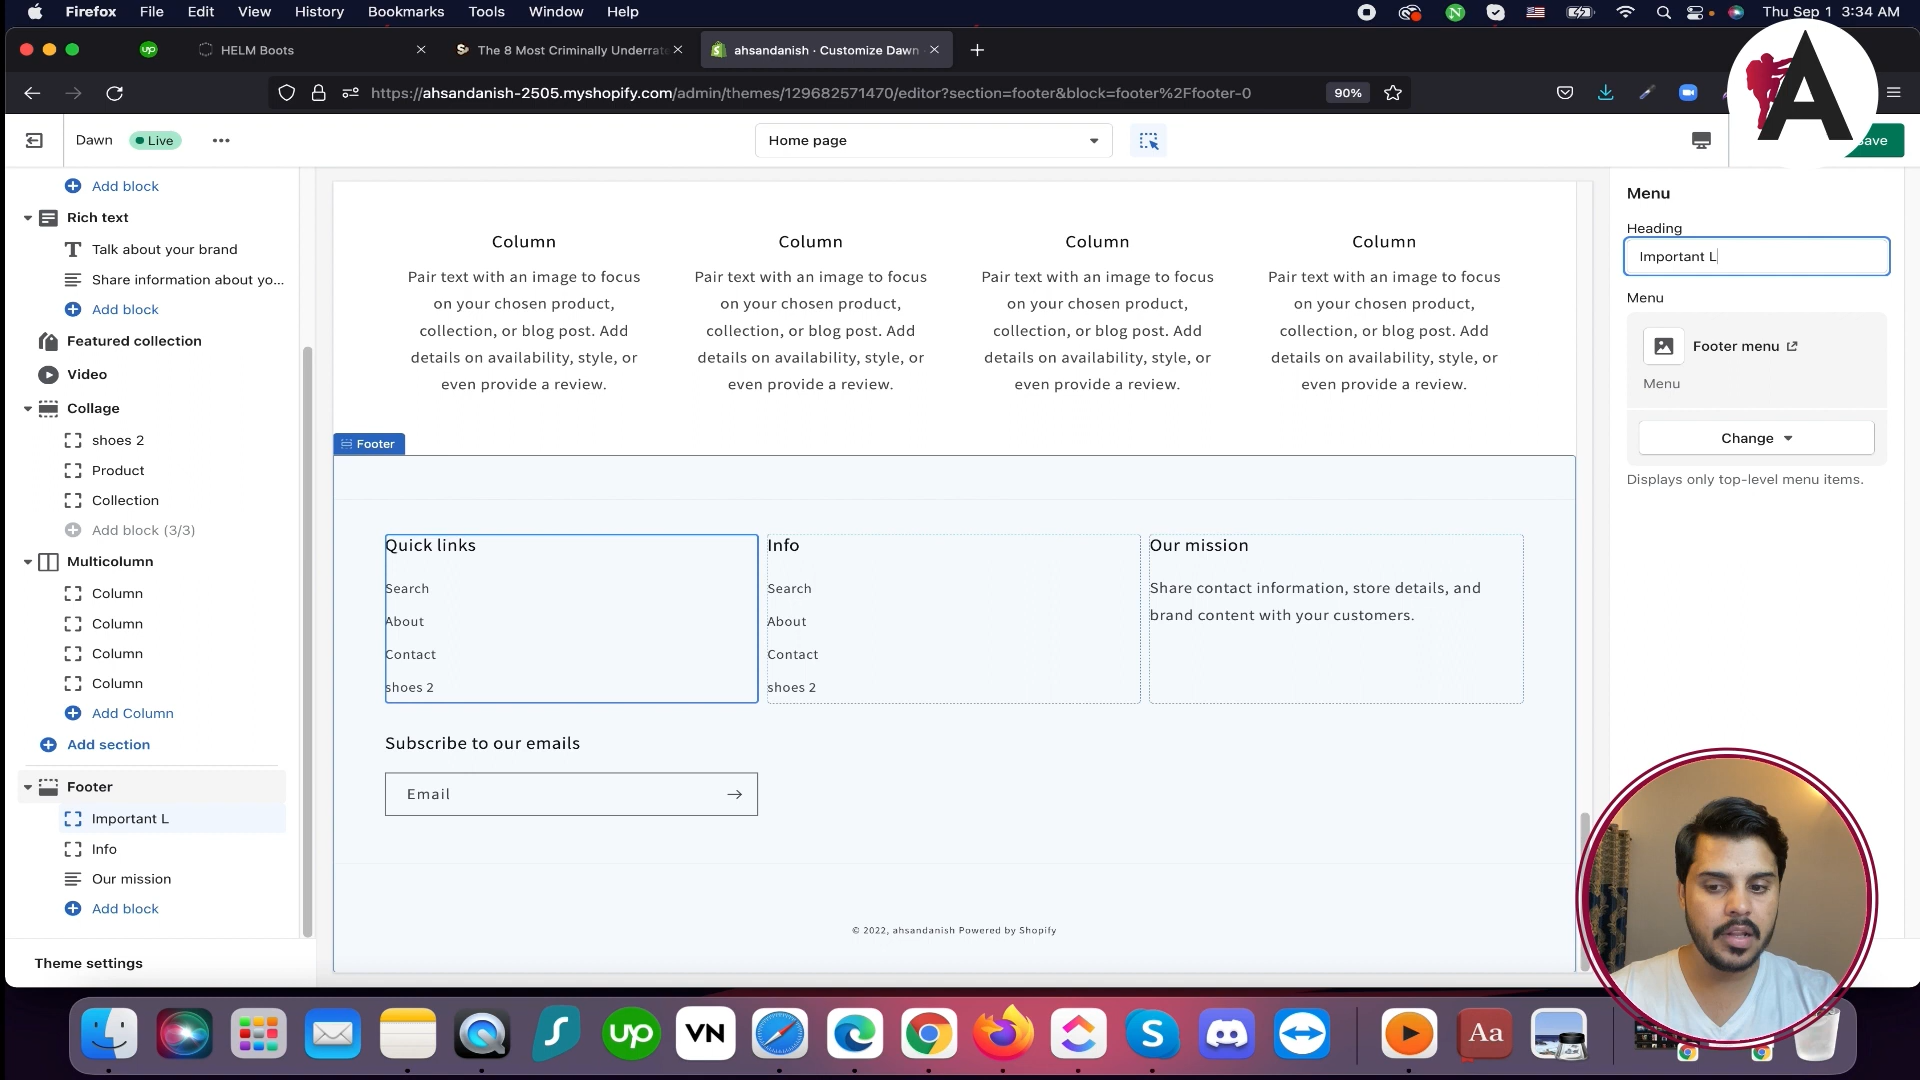 Firefox File Edit View History Bookmarks Tools Window Help
Thu Sep 1 3:34 AM
HELM Boots
The 8 Most Criminally Underrate
ahsandanish · Customize Dawn
https://ahsandanish-2505.myshopify.com/admin/themes/129682571470/editor?section=footer&block=footer%2Ffooter-0
90%
Dawn
Live
Home page
Save
A
Add block
Rich text
Talk about your brand
Share information about yo...
Add block
Featured collection
Video
Collage
shoes 2
Product
Collection
Add block (3/3)
Multicolumn
Column
Column
Column
Column
Add Column
Add section
Footer
Important L
Info
Our mission
Add block
Theme settings
Column
Pair text with an image to focus
on your chosen product,
collection, or blog post. Add
details on availability, style, or
even provide a review.
Column
Pair text with an image to focus
on your chosen product,
collection, or blog post. Add
details on availability, style, or
even provide a review.
Column
Pair text with an image to focus
on your chosen product,
collection, or blog post. Add
details on availability, style, or
even provide a review.
Column
Pair text with an image to focus
on your chosen product,
collection, or blog post. Add
details on availability, style, or
even provide a review.
Footer
Quick links
Search
About
Contact
shoes 2
Info
Search
About
Contact
shoes 2
Our mission
Share contact information, store details, and
brand content with your customers.
Subscribe to our emails
Email
© 2022, ahsandanish Powered by Shopify
Menu
Heading
Important L
Menu
Footer menu
Menu
Change
Displays only top-level menu items.
up
VN
Aa